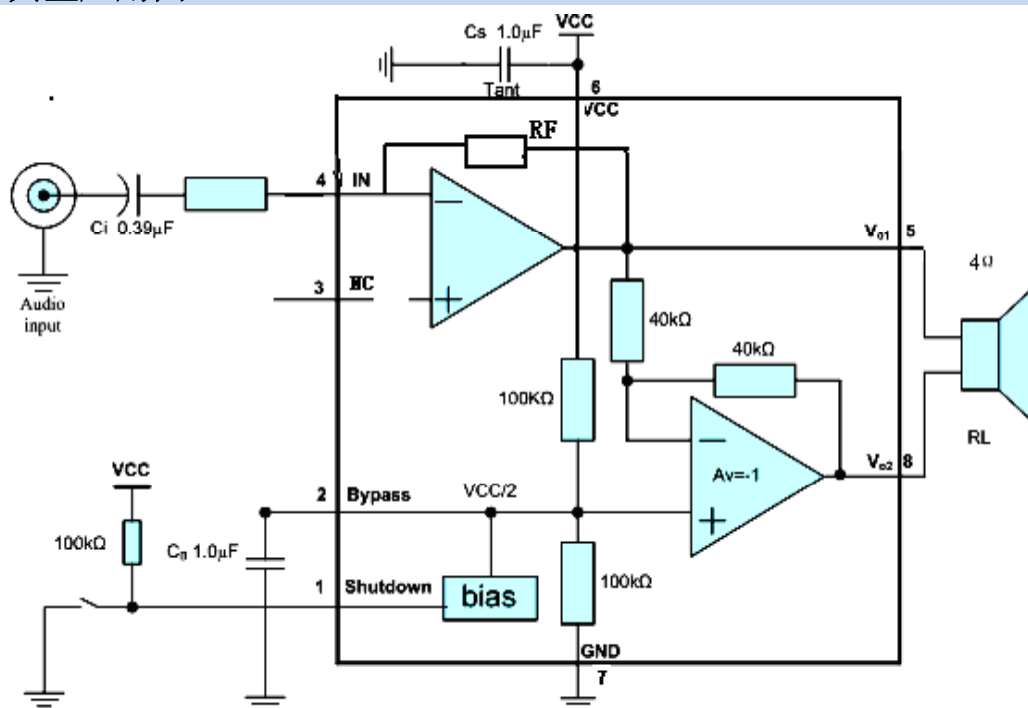 Cs 1.0µF
VCC
Tant
6
VCC
RF
4 IN
Ci 0.39µF
Vo1 5
4Ω
3 NC
Audio
input
40kΩ
40kΩ
100KΩ
RL
Av=-1
VCC
Vo2 8
2 Bypass
VCC/2
100kΩ
1.0µF
100kΩ
1 Shutdown
bias
GND
7